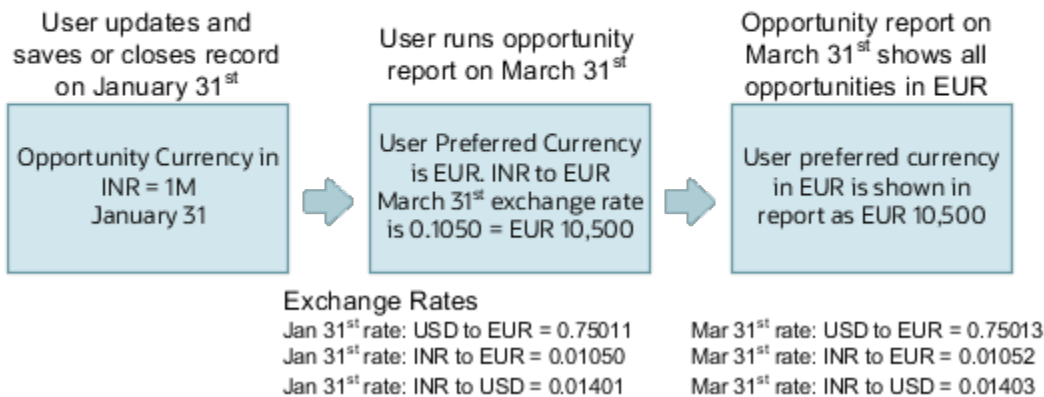 User updates and
saves or closes record
on January 31st
User runs opportunity
report on March 31st
Opportunity report on
March 31st shows all
opportunities in EUR
Opportunity Currency in
INR = 1M
January 31
User Preferred Currency
is EUR. INR to EUR
March 31st exchange rate
is 0.1050 = EUR 10,500
User preferred currency
in EUR is shown in
report as EUR 10,500
Exchange Rates
Jan 31st rate: USD to EUR = 0.75011
Jan 31st rate: INR to EUR = 0.01050
Jan 31st rate: INR to USD = 0.01401
Mar 31st rate: USD to EUR = 0.75013
Mar 31st rate: INR to EUR = 0.01052
Mar 31st rate: INR to USD = 0.01403